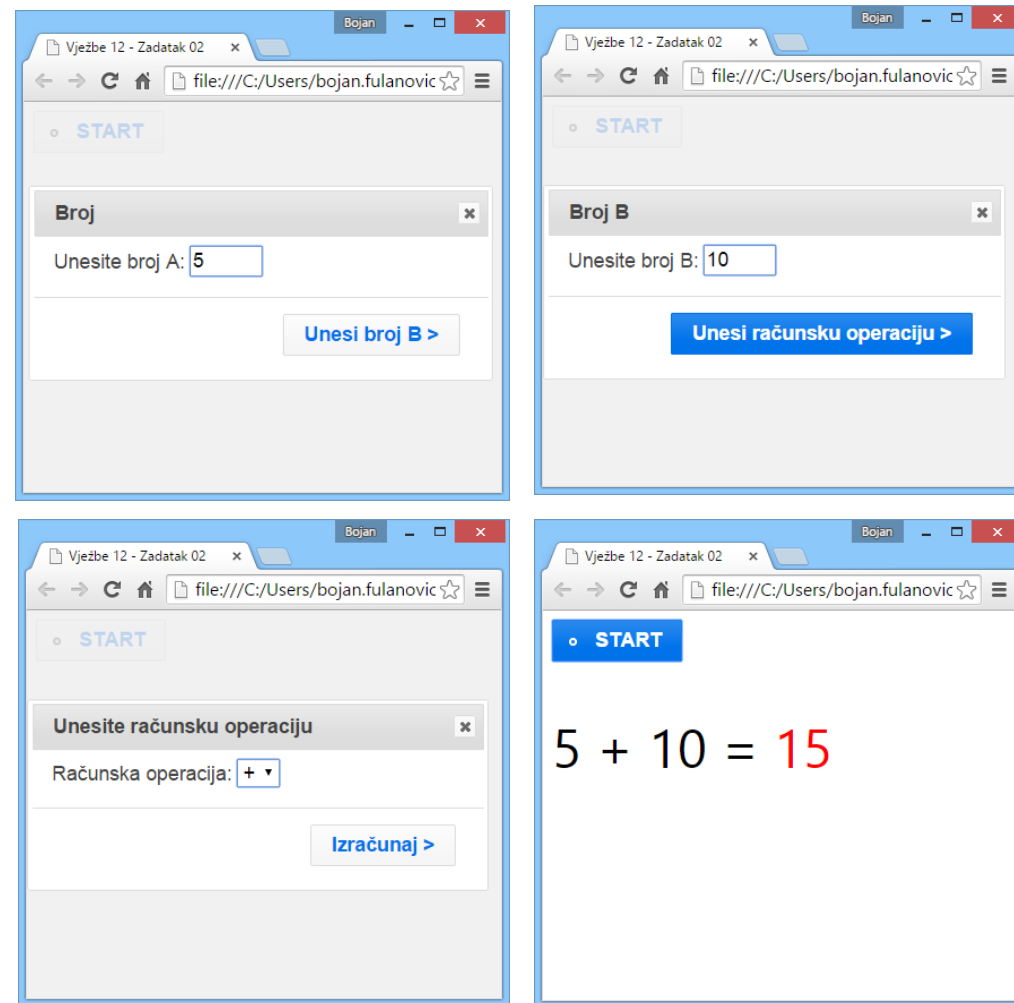 Bojan
Vježbe 12 - Zadatak 02
file:///C:/Users/bojan.fulanovic
START
Broj
Unesite broj A: 5
Unesi broj B >
Bojan
Vježbe 12 - Zadatak 02
file:///C:/Users/bojan.fulanovic
START
Broj B
Unesite broj B: 10
Unesi računsku operaciju >
Bojan
Vježbe 12 - Zadatak 02
file:///C:/Users/bojan.fulanovic
START
Unesite računsku operaciju
Računska operacija: +
Izračunaj >
Bojan
Vježbe 12 - Zadatak 02
file:///C:/Users/bojan.fulanovic
START
5 + 10 = 15